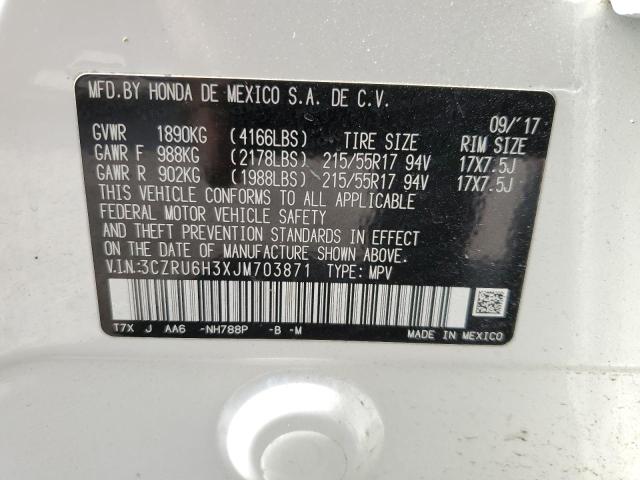 MFD.BY HONDA DE MEXICO S.A. DE C.V.
09/'17
GVWR 1890KG (4166LBS) TIRE SIZE RIM SIZE
GAWR F 988KG (2178LBS) 215/55R17 94V 17X7.5J
GAWR R 902KG (1988LBS) 215/55R17 94V 17X7.5J
THIS VEHICLE CONFORMS TO ALL APPLICABLE
FEDERAL MOTOR VEHICLE SAFETY
AND THEFT PREVENTION STANDARDS IN EFFECT
ON THE DATE OF MANUFACTURE SHOWN ABOVE.
V.I.N:3CZRU6H3XJM703871 TYPE: MPV
T7X J AA6 -NH788P -B -M
MADE IN MEXICO